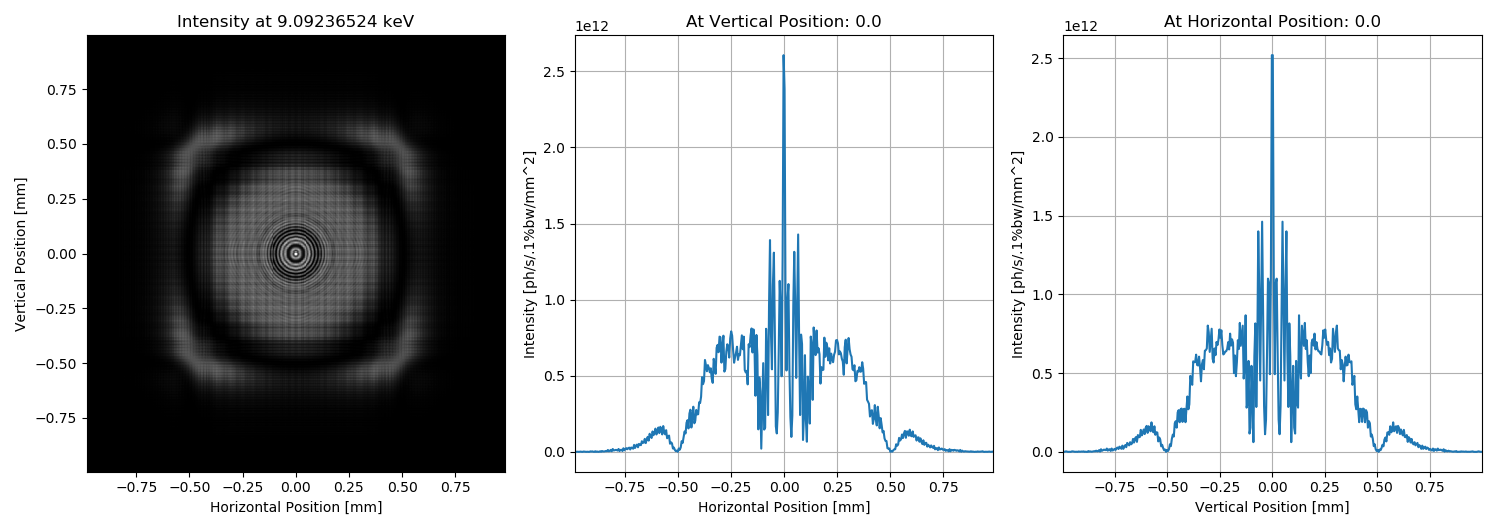 Intensity at 9.09236524 keV
0.75
0.50
0.25
0.00
−0.25
−0.50
−0.75
Vertical Position [mm]
−0.75 −0.50 −0.25 0.00 0.25 0.50 0.75
Horizontal Position [mm]
At Vertical Position: 0.0
1e12
2.5
2.0
1.5
1.0
0.5
0.0
Intensity [ph/s/.1%bw/mm^2]
−0.75 −0.50 −0.25 0.00 0.25 0.50 0.75
Horizontal Position [mm]
At Horizontal Position: 0.0
1e12
2.5
2.0
1.5
1.0
0.5
0.0
Intensity [ph/s/.1%bw/mm^2]
−0.75 −0.50 −0.25 0.00 0.25 0.50 0.75
Vertical Position [mm]